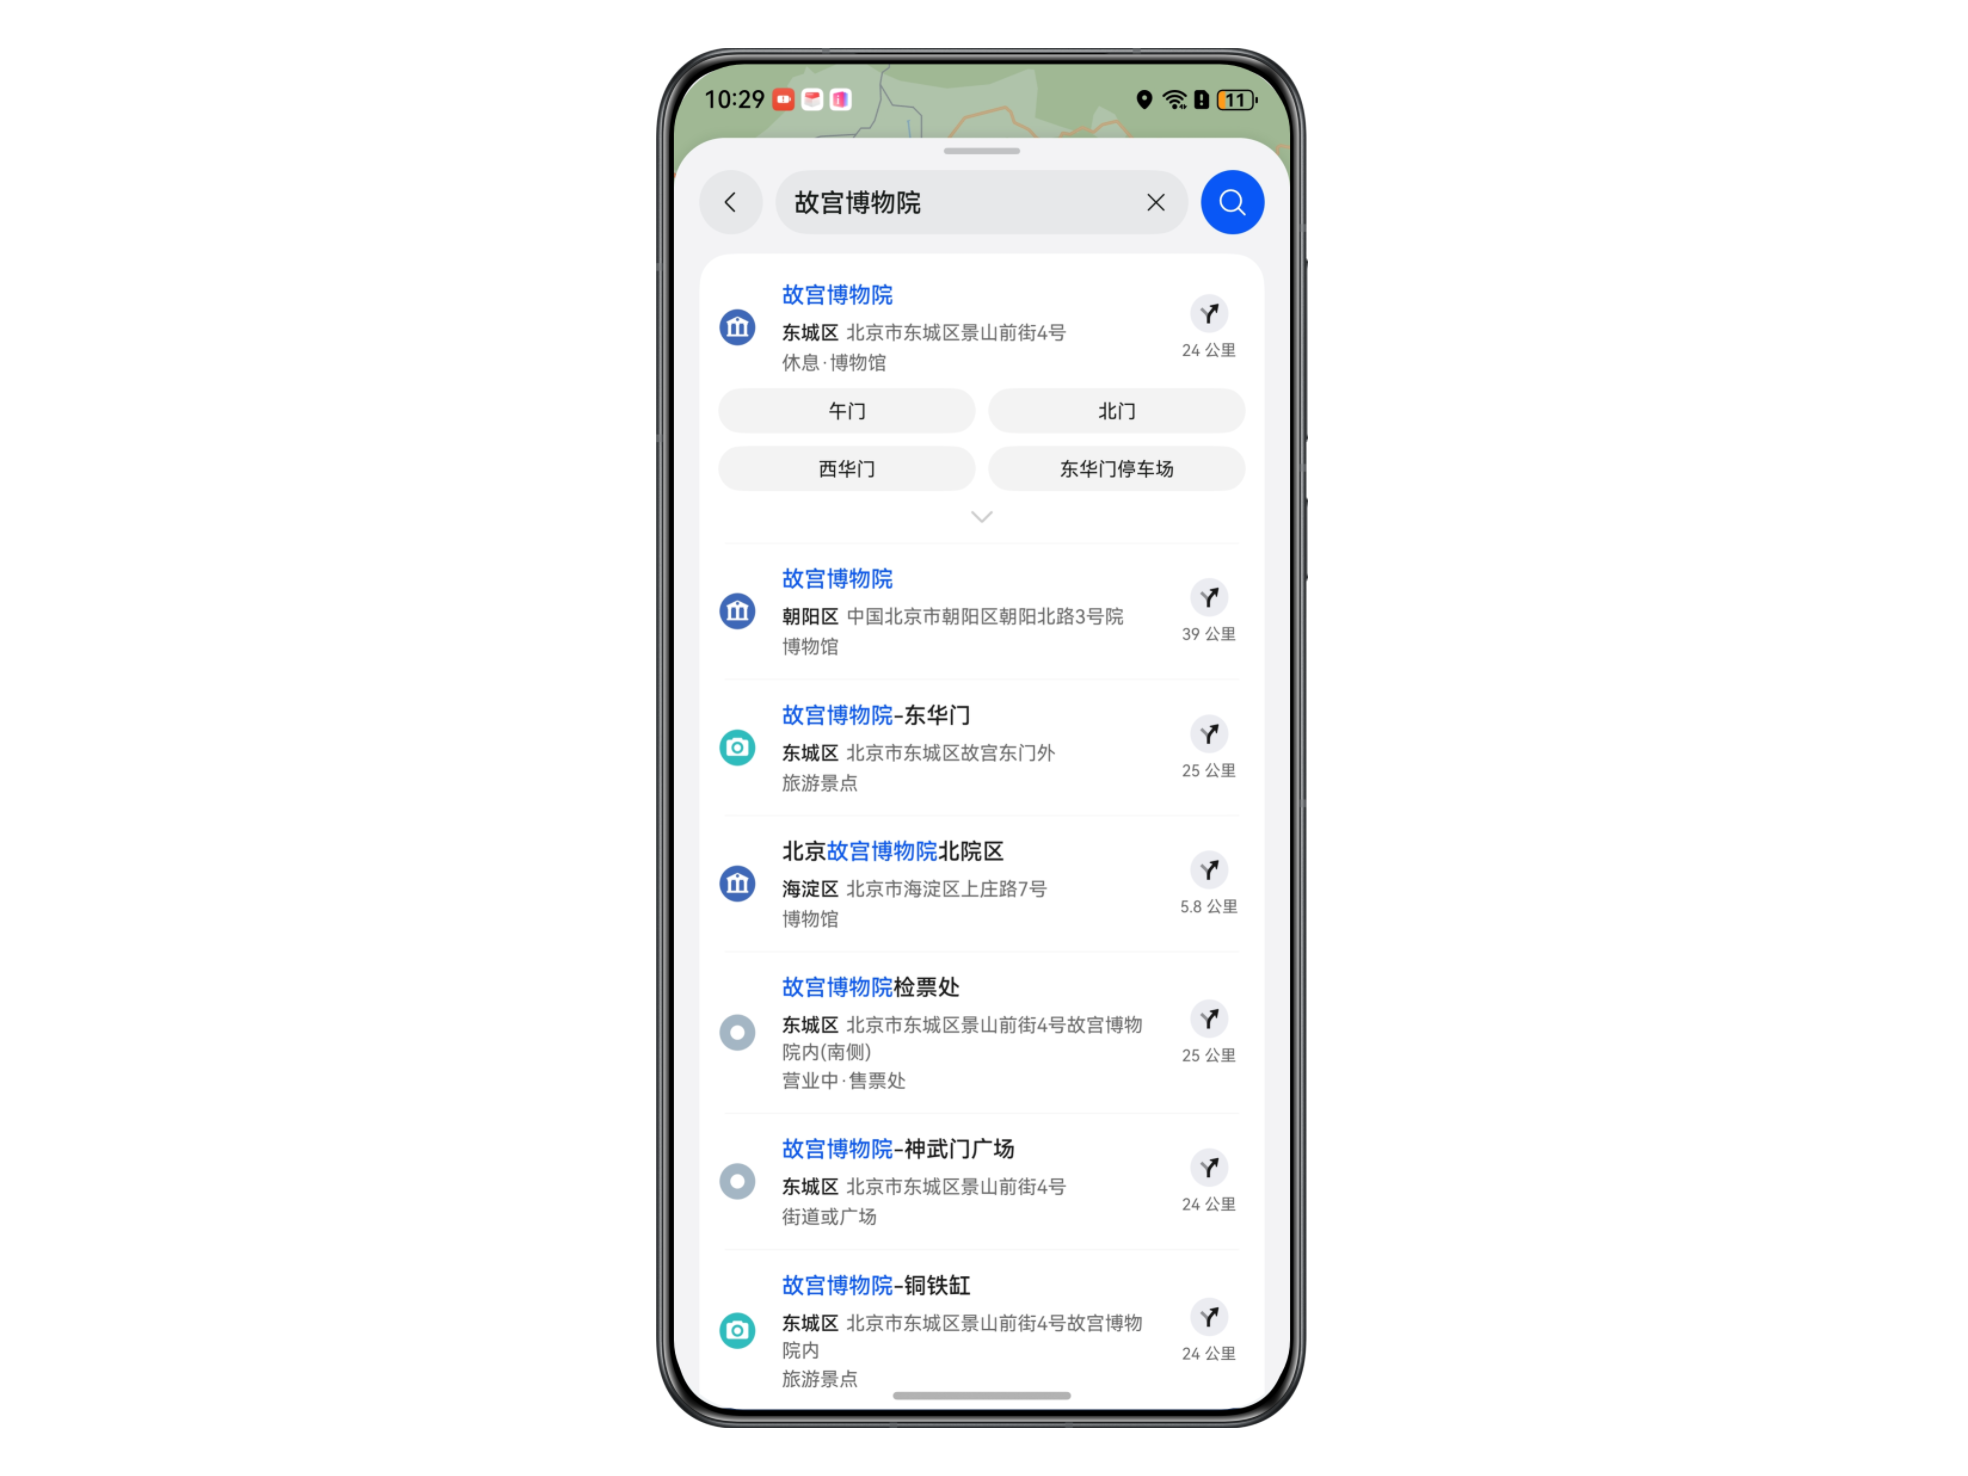 10:29
11
故宫博物院
故宫博物院
东城区 北京市东城区景山前街4号
休息·博物馆
24 公里
午门
北门
西华门
东华门停车场
故宫博物院
朝阳区 中国北京市朝阳区朝阳北路3号院
博物馆
39 公里
故宫博物院-东华门
东城区 北京市东城区故宫东门外
旅游景点
25 公里
北京故宫博物院北院区
海淀区 北京市海淀区上庄路7号
博物馆
5.8 公里
故宫博物院检票处
东城区 北京市东城区景山前街4号故宫博物
院内(南侧)
营业中·售票处
25 公里
故宫博物院-神武门广场
东城区 北京市东城区景山前街4号
街道或广场
24 公里
故宫博物院-铜铁缸
东城区 北京市东城区景山前街4号故宫博物
院内
旅游景点
24 公里